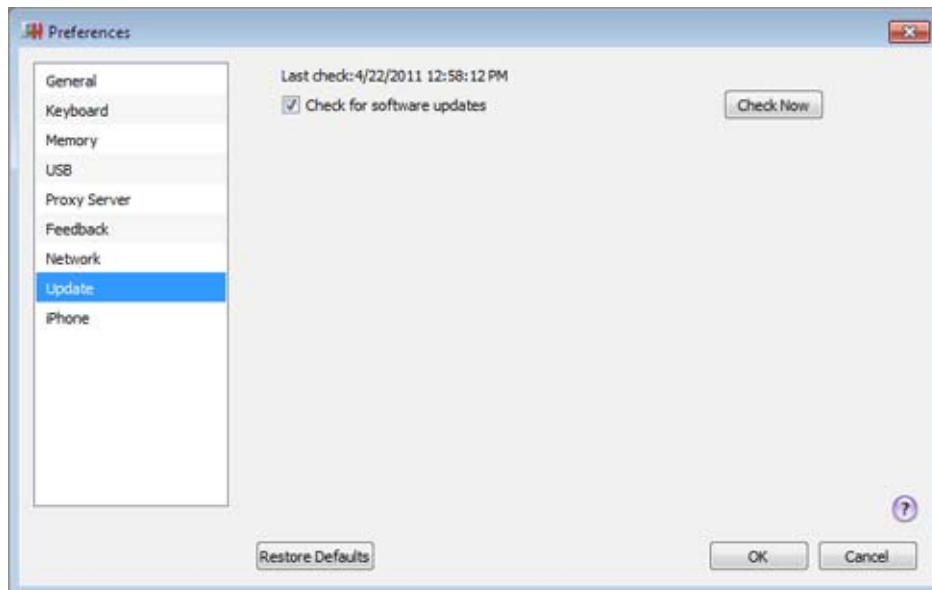 Preferences
General
Keyboard
Memory
USB
Proxy Server
Feedback
Network
Update
iPhone
Last check:4/22/2011 12:58:12 PM
Check for software updates
Check Now
?
Restore Defaults
OK
Cancel